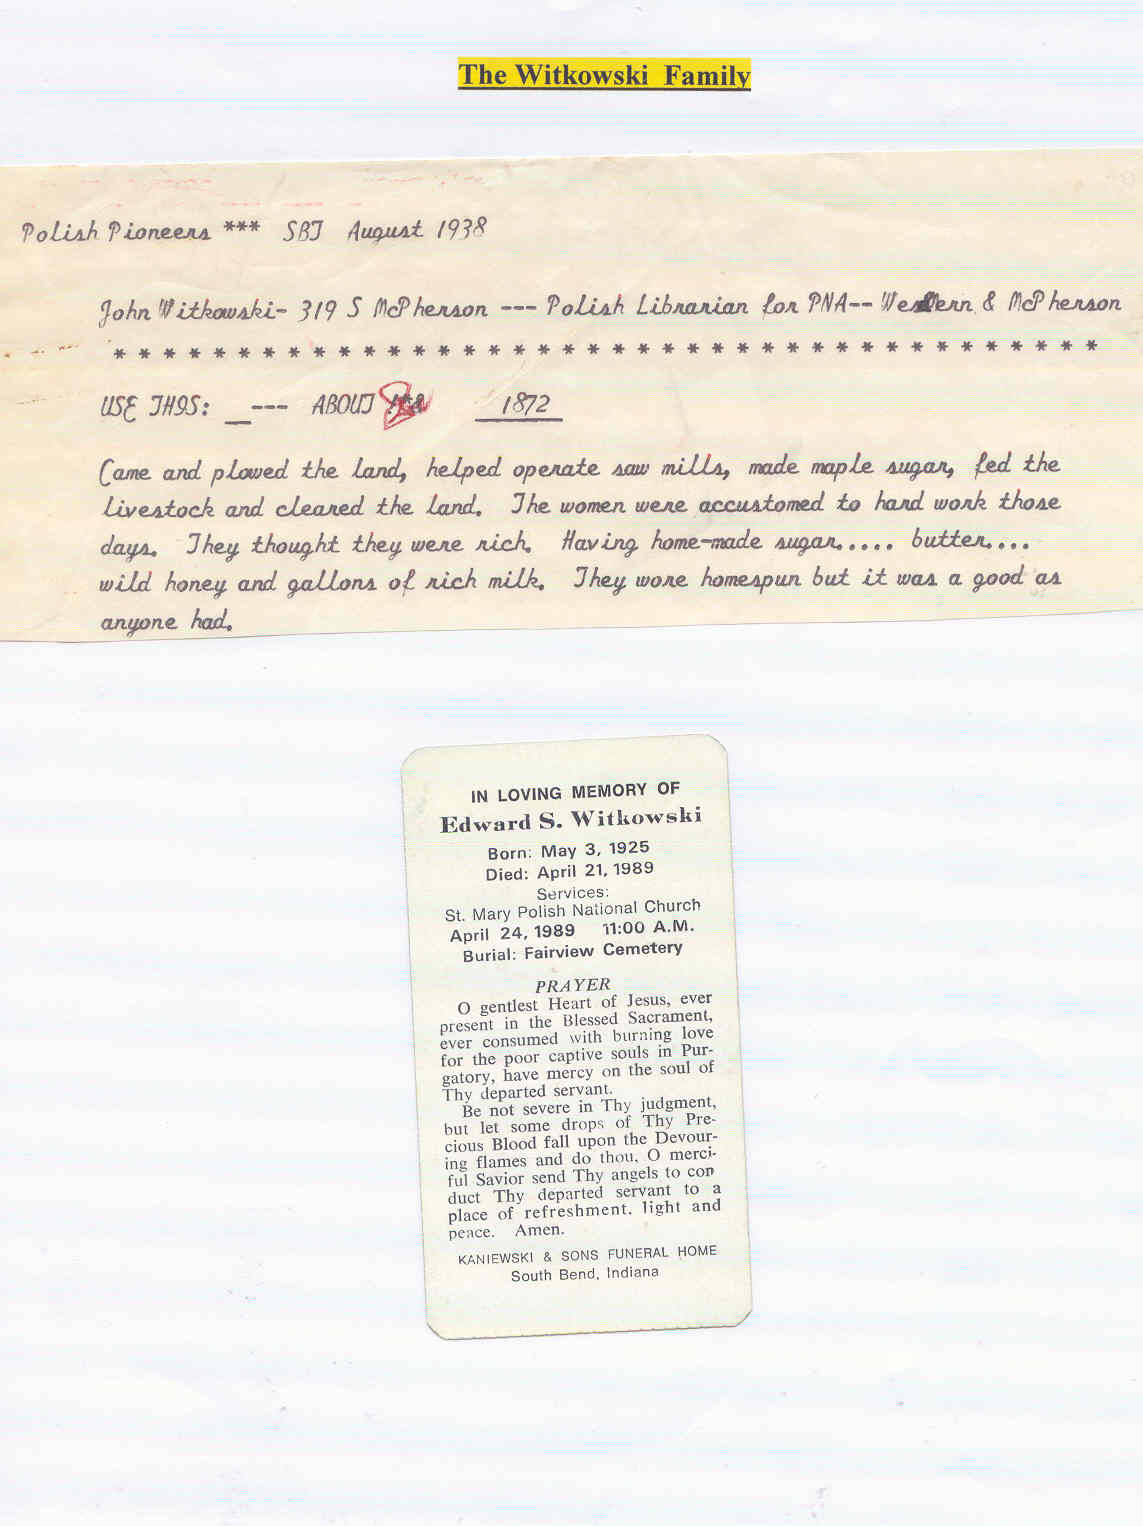 The Witkowski Family
Polish Pioneers *** SBT August 1938
John Witkowski- 319 S McPherson --- Polish Librarian for PNA-- Western & McPherson
* * * * * * * * * * * * * * * * * * * * * * * * * * * * * * * * * * * * * * * *
USE THIS: _--- ABOUT 1872
Came and plowed the land, helped operate saw mills, made maple sugar, fed the
livestock and cleared the land. The women were accustomed to hard work those
days. They thought they were rich. Having home-made sugar..... butter....
wild honey and gallons of rich milk. They wore homespun but it was a good as
anyone had.
IN LOVING MEMORY OF
Edward S. Witkowski
Born: May 3, 1925
Died: April 21, 1989
Services:
St. Mary Polish National Church
April 24, 1989 11:00 A.M.
Burial: Fairview Cemetery
PRAYER
O gentlest Heart of Jesus, ever
present in the Blessed Sacrament,
ever consumed with burning love
for the poor captive souls in Pur-
gatory, have mercy on the soul of
Thy departed servant.
Be not severe in Thy judgment,
but let some drops of Thy Pre-
cious Blood fall upon the Devour-
ing flames and do thou, O merci-
ful Savior send Thy angels to con
duct Thy departed servant to a
place of refreshment. light and
peace. Amen.
KANIEWSKI & SONS FUNERAL HOME
South Bend, Indiana